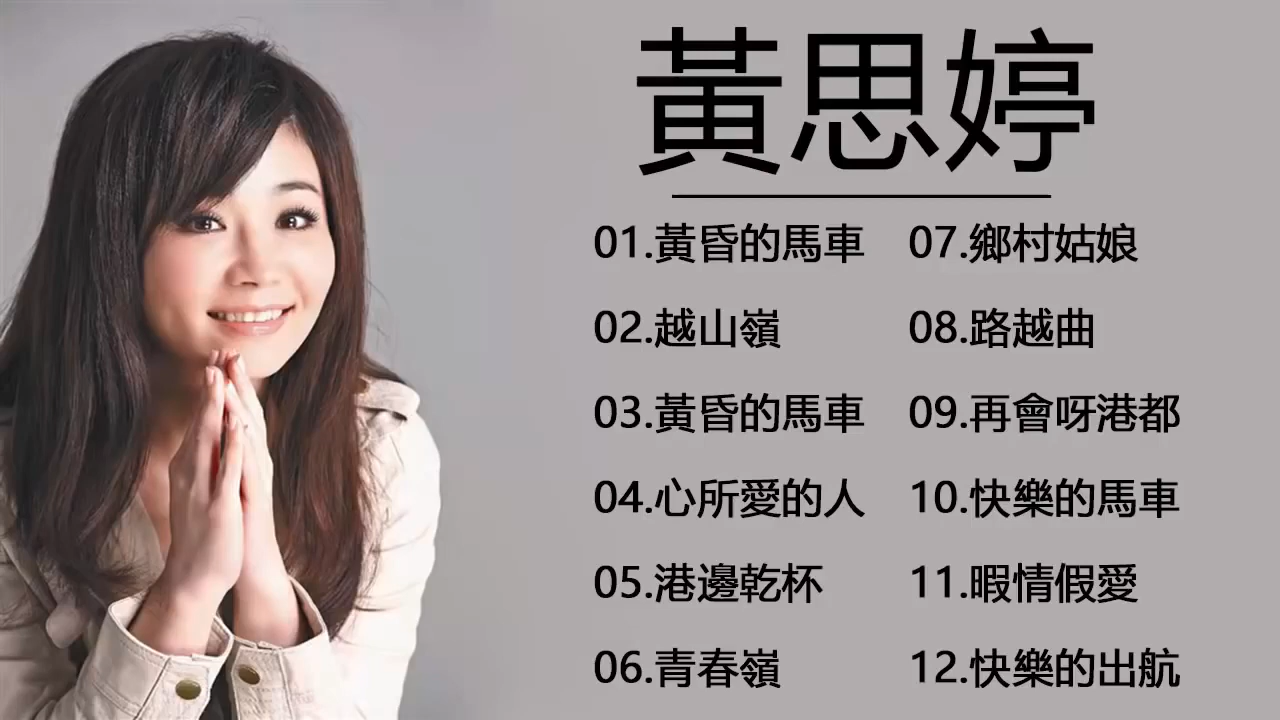 黃思婷
01.黃昏的馬車
02.越山嶺
03.黃昏的馬車
04.心所愛的人
05.港邊乾杯
06.青春嶺
07.鄉村姑娘
08.路越曲
09.再會呀港都
10.快樂的馬車
11.暇情假愛
12.快樂的出航